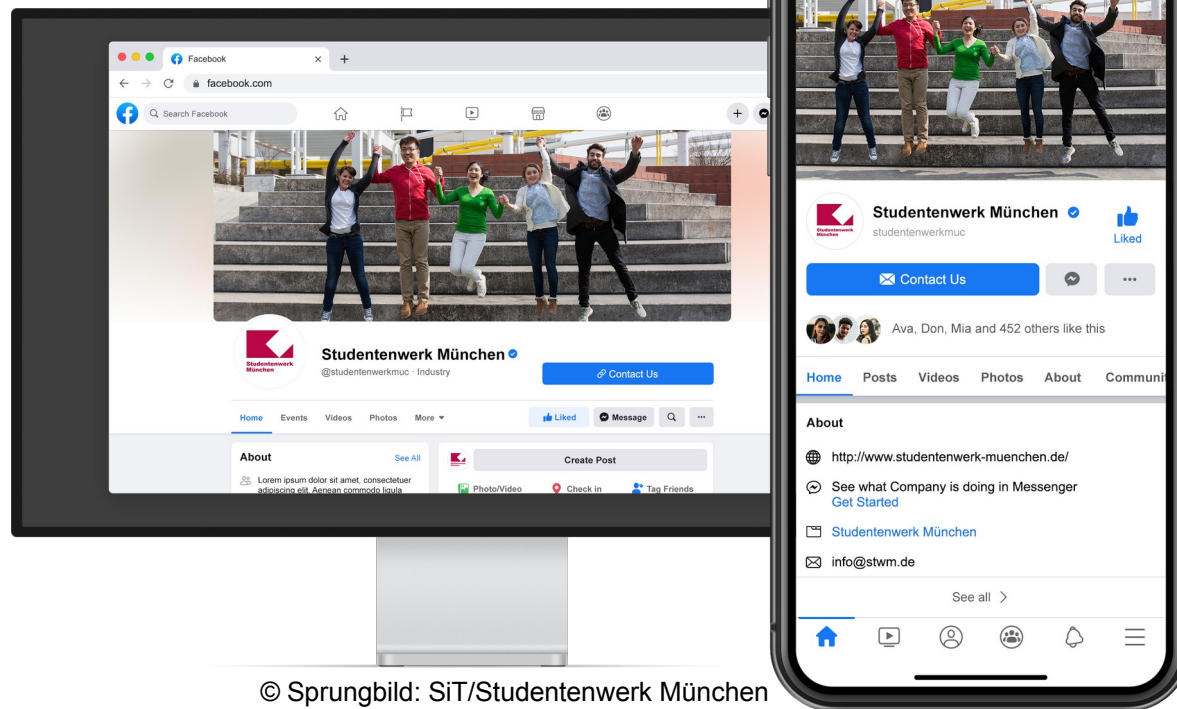 Facebook
facebook.com
Search Facebook
Studentenwerk
München
Studentenwerk München
@studentenwerkmuc · Industry
Contact Us
Home Events Videos Photos More
Liked Message
About See All
Create Post
Lorem ipsum dolor sit amet, consectetuer
adipiscing elit. Aenean commodo ligula
Photo/Video Check in Tag Friends
Studentenwerk
München
Studentenwerk München
studentenwerkmuc
Liked
Contact Us
Ava, Don, Mia and 452 others like this
Home Posts Videos Photos About Communi
About
http://www.studentenwerk-muenchen.de/
See what Company is doing in Messenger
Get Started
Studentenwerk München
info@stwm.de
See all
© Sprungbild: SiT/Studentenwerk München